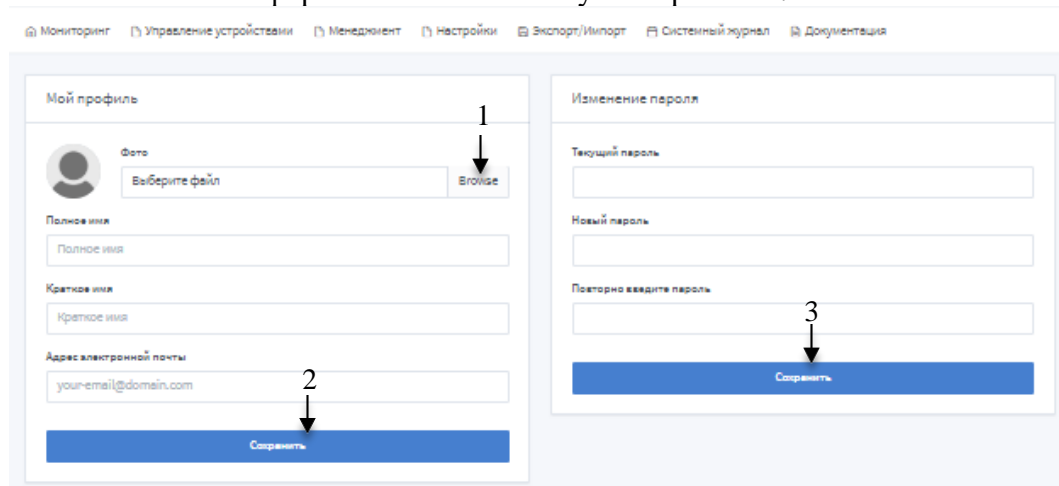 Мониторинг Управление устройствами Менеджмент Настройки Экспорт/Импорт Системный журнал Документация
Мой профиль
1
Фото
Выберите файл Browse
Полное имя
Полное имя
Краткое имя
Краткое имя
Адрес электронной почты
your-email@domain.com
2
Сохранить
Изменение пароля
Текущий пароль
Новый пароль
Повторно введите пароль
3
Сохранить